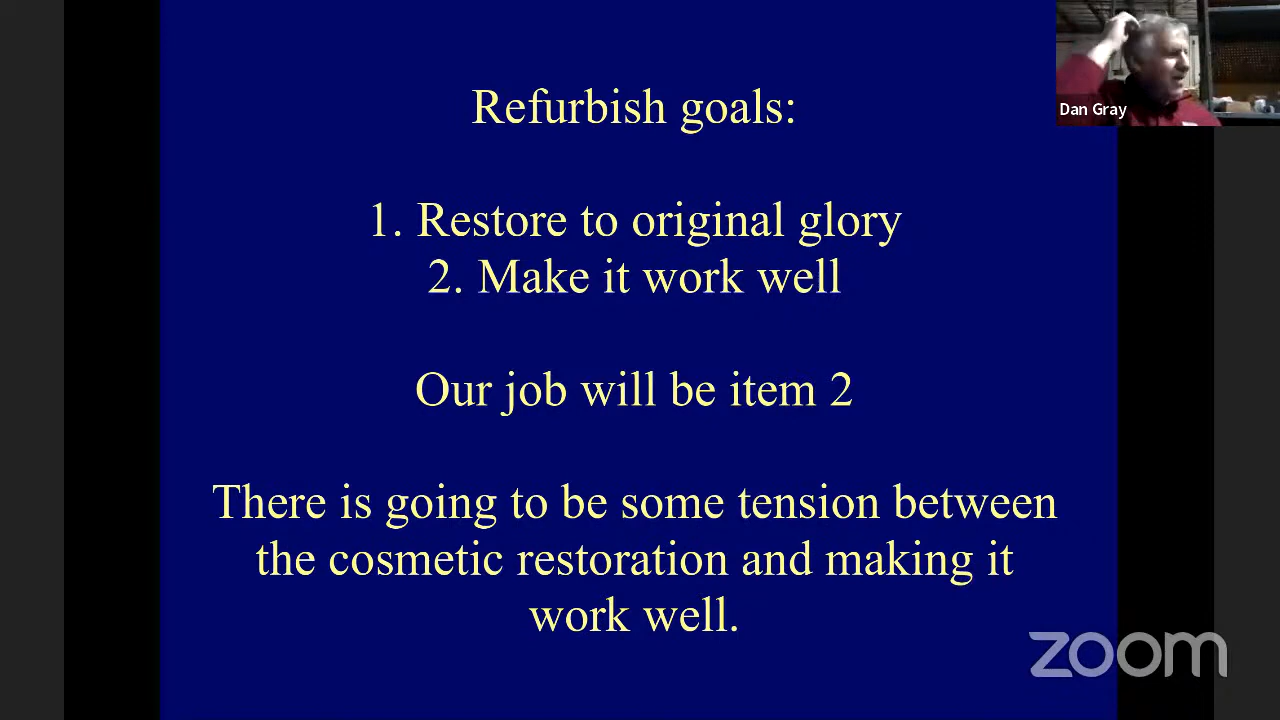 Refurbish goals:
1. Restore to original glory
2. Make it work well
Our job will be item 2
There is going to be some tension between
the cosmetic restoration and making it
work well.
Dan Gray
zoom